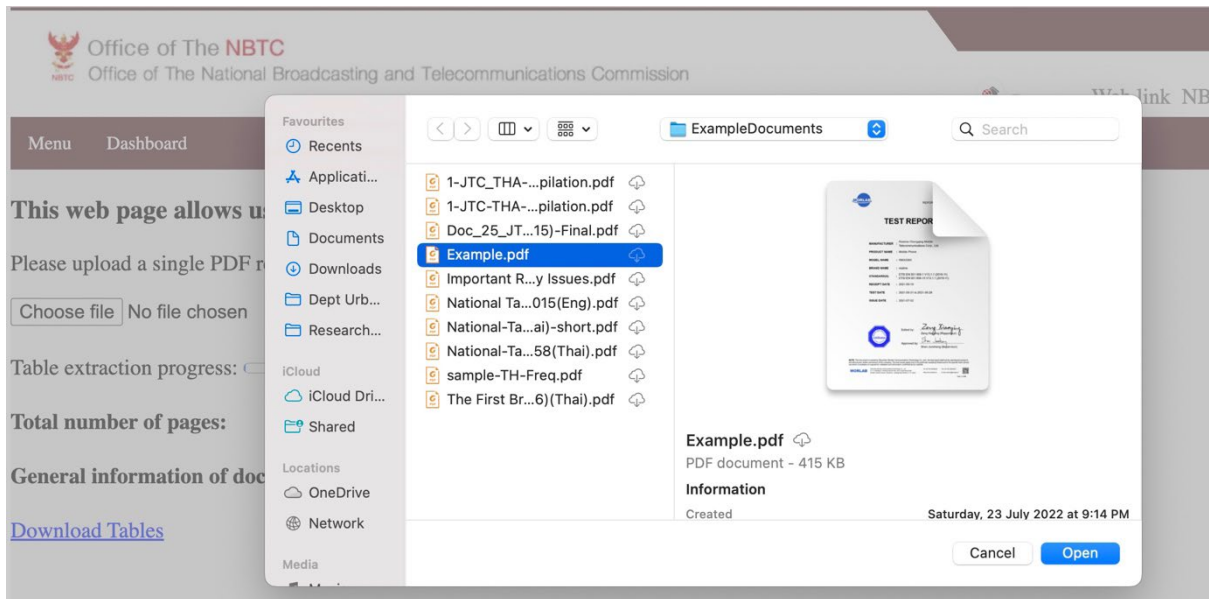 Office of The NBTC
Office of The National Broadcasting and Telecommunications Commission
NBTC
Web link NB
Menu Dashboard
This web page allows
Please upload a single PDF
Choose file No file chosen
Table extraction progress:
Total number of pages:
General information of doc
Download Tables
Favourites
Recents
Applicati...
Desktop
Documents
Downloads
Dept Urb...
Research...
iCloud
iCloud Dri...
Shared
Locations
OneDrive
Network
Media
ExampleDocuments
Search
1-JTC_THA-...pilation.pdf
1-JTC-THA-...pilation.pdf
Doc_25_JT...15)-Final.pdf
Example.pdf
Important R...y Issues.pdf
National Ta...015(Eng).pdf
National-Ta...ai)-short.pdf
National-Ta...58(Thai).pdf
sample-TH-Freq.pdf
The First Br...6)(Thai).pdf
TEST REPOR
Example.pdf
PDF document - 415 KB
Information
Created Saturday, 23 July 2022 at 9:14 PM
Cancel Open